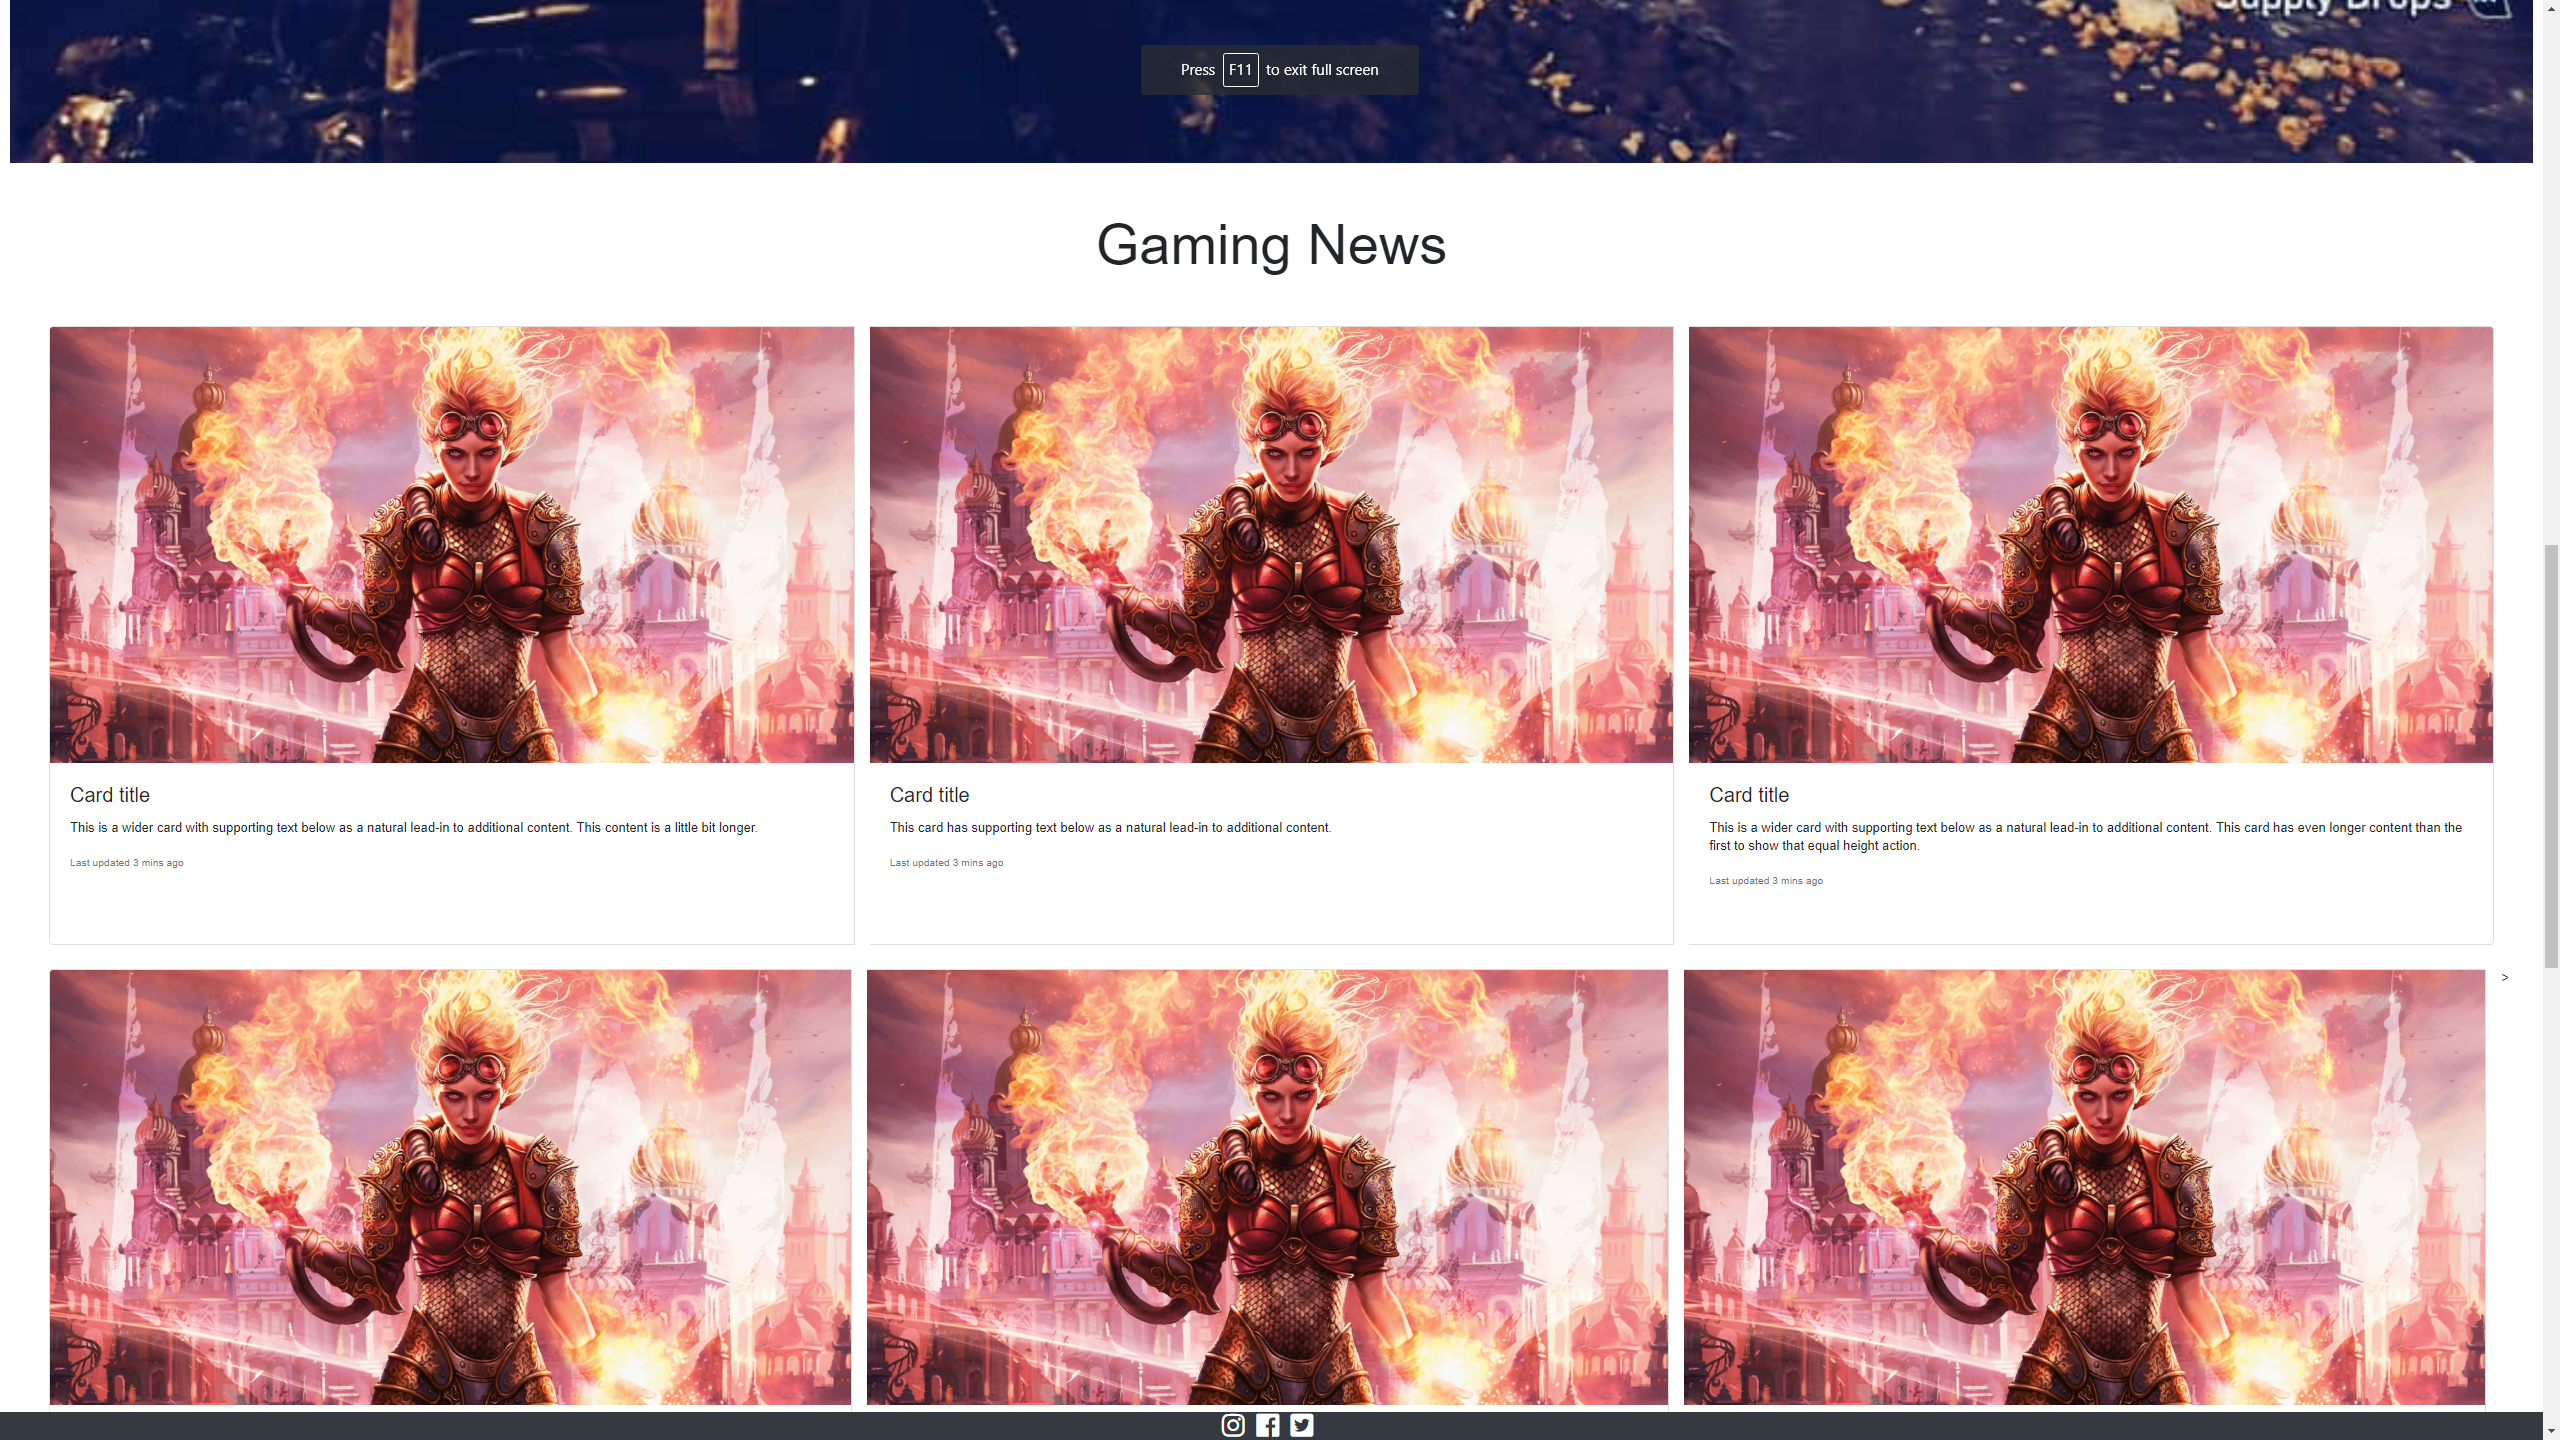 Supply Drops
Press F11 to exit full screen
Gaming News
Card title
This is a wider card with supporting text below as a natural lead-in to additional content. This content is a little bit longer.
Last updated 3 mins ago
Card title
This card has supporting text below as a natural lead-in to additional content.
Last updated 3 mins ago
Card title
This is a wider card with supporting text below as a natural lead-in to additional content. This card has even longer content than the
first to show that equal height action.
Last updated 3 mins ago
>